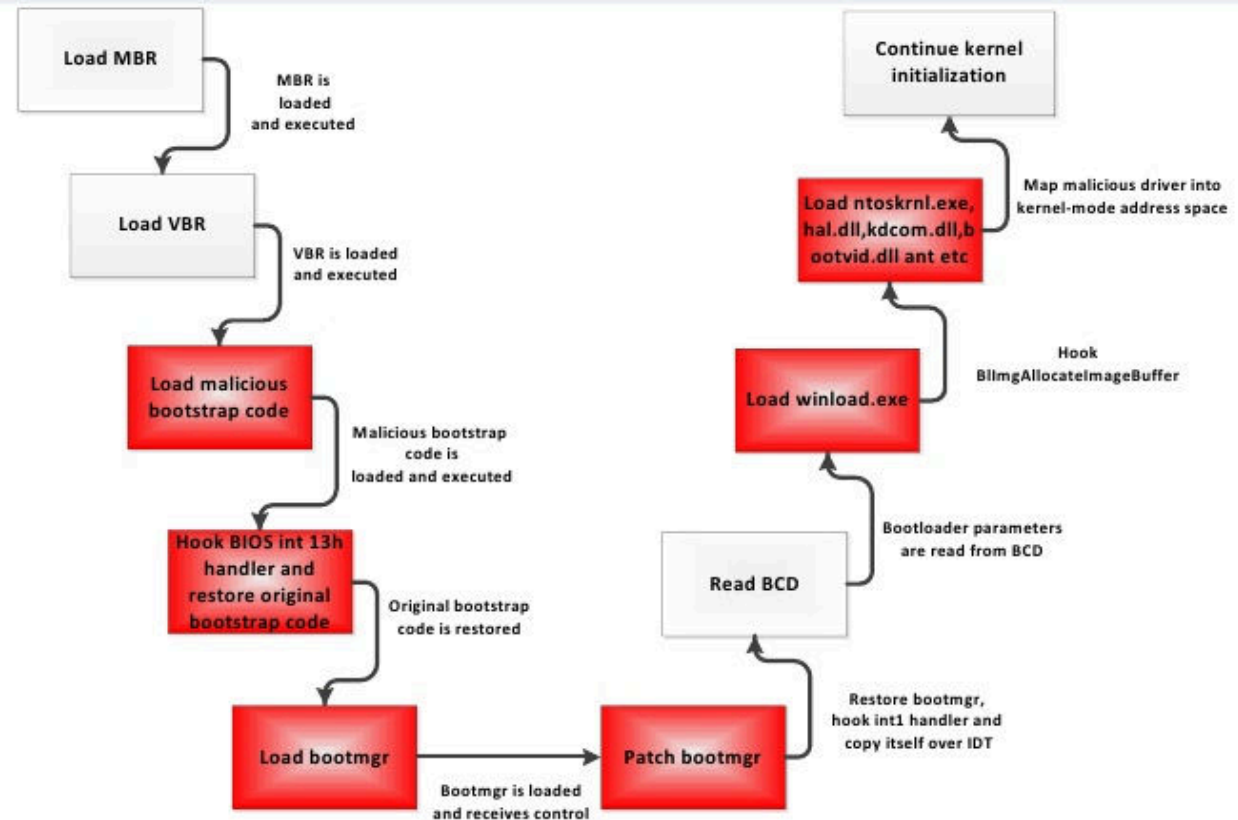 Load MBR
MBR is
loaded
and executed
Load VBR
VBR is loaded
and executed
Load malicious
bootstrap code
Malicious bootstrap
code is
loaded and executed
Hook BIOS int 13h
handler and
restore original
bootstrap code
Original bootstrap
code is restored
Load bootmgr
Bootmgr is loaded
and receives control
Patch bootmgr
Restore bootmgr,
hook int1 handler and
copy itself over IDT
Read BCD
Bootloader parameters
are read from BCD
Load winload.exe
Hook
BlImgAllocateImageBuffer
Load ntoskrnl.exe,
hal.dll,kdcom.dll,b
ootvid.dll ant etc
Map malicious driver into
kernel-mode address space
Continue kernel
initialization